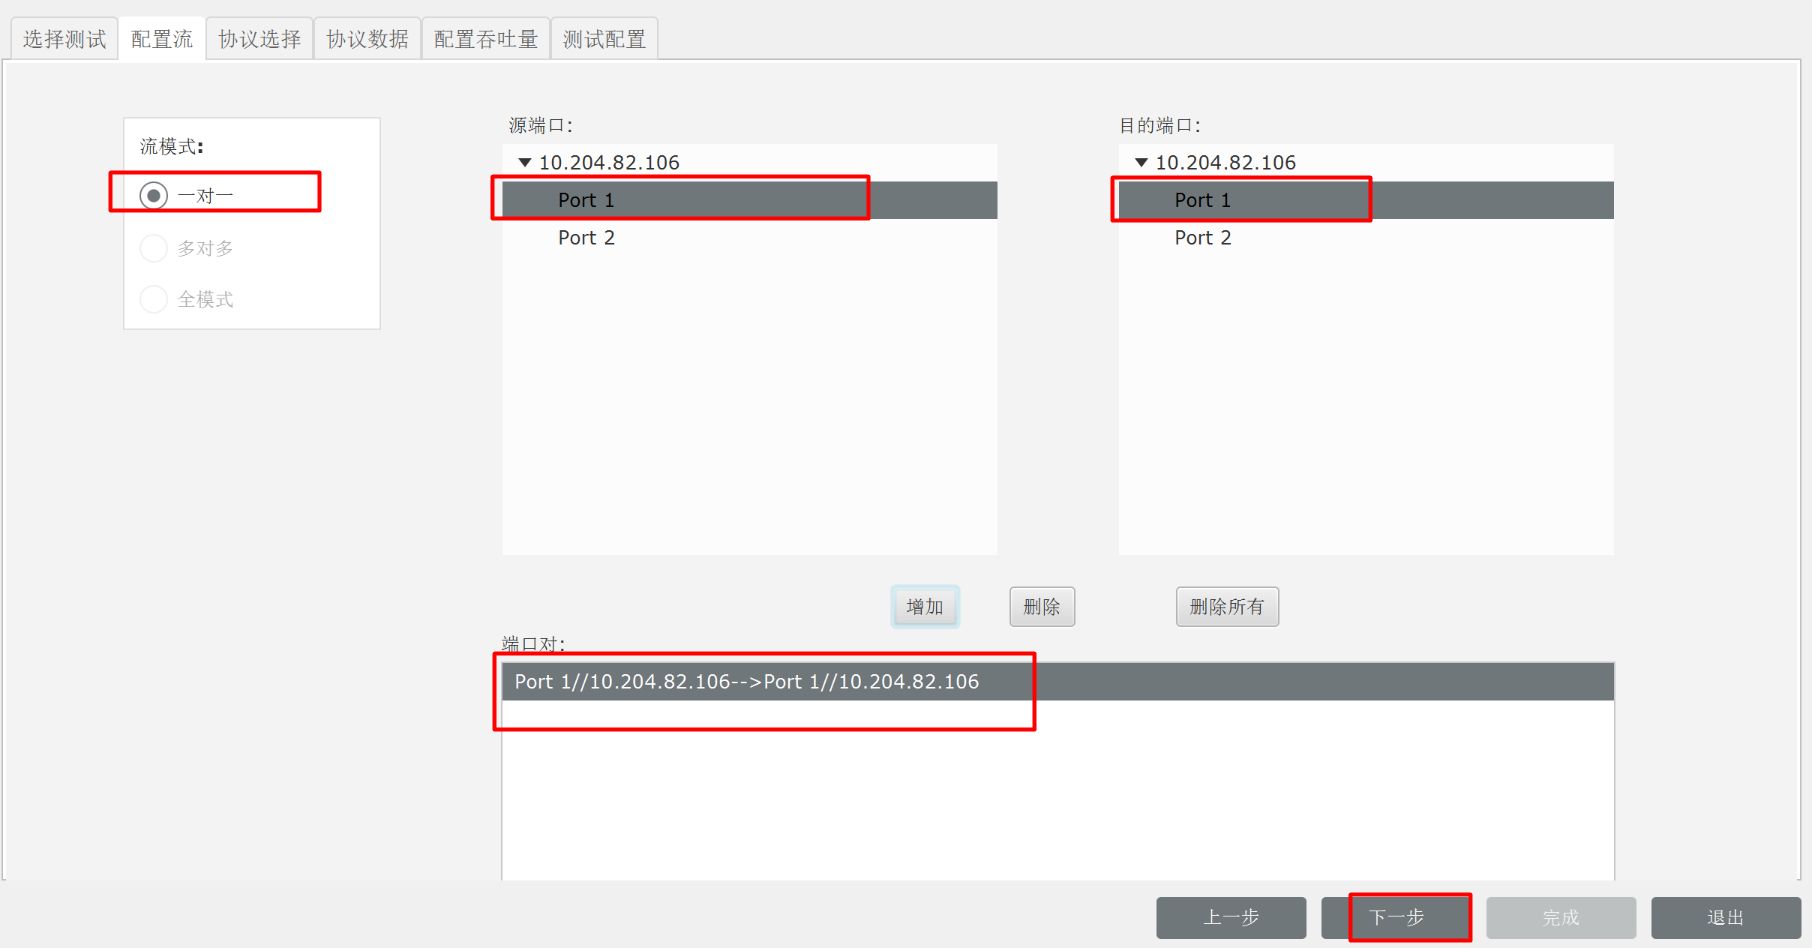 选择测试 配置流 协议选择 协议数据 配置吞吐量 测试配置
流模式:
一对一
多对多
全模式
源端口:
10.204.82.106
Port 1
Port 2
目的端口:
10.204.82.106
Port 1
Port 2
增加 删除 删除所有
端口对:
Port 1//10.204.82.106-->Port 1//10.204.82.106
上一步 下一步 完成 退出